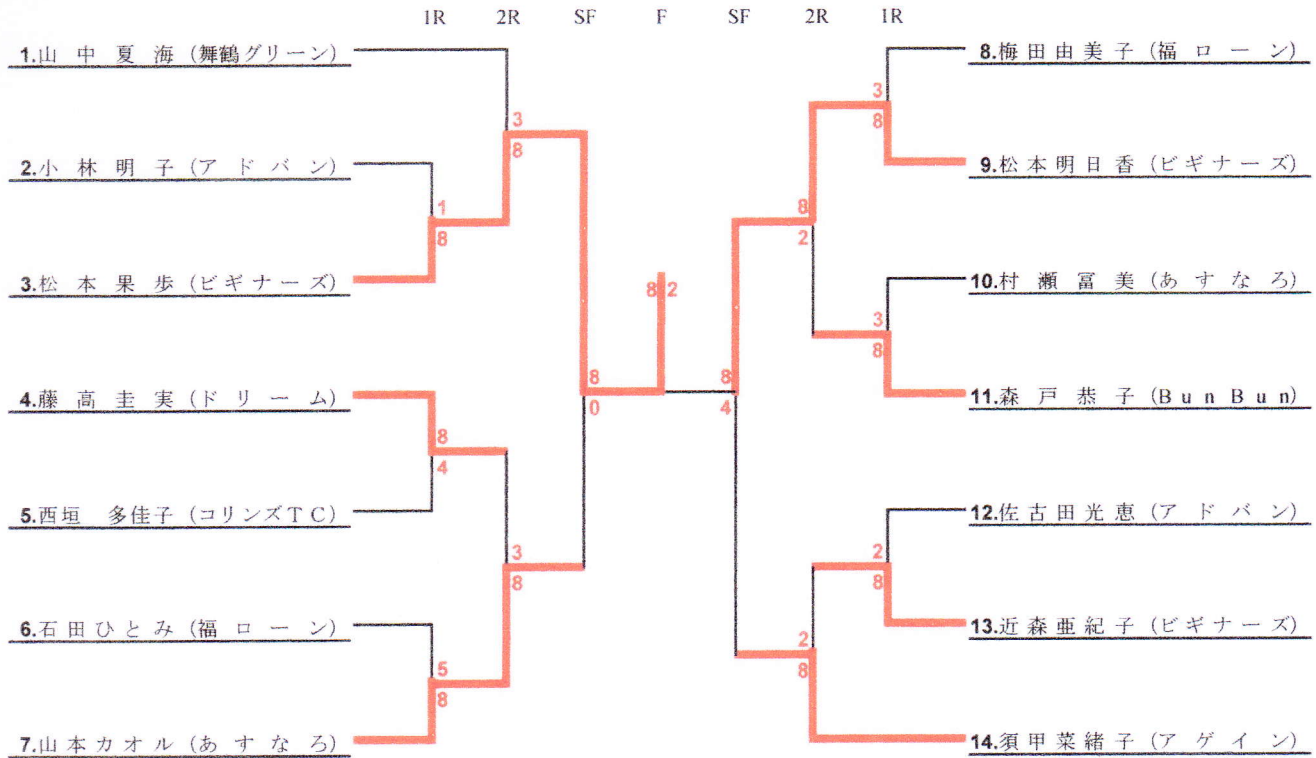 1R 2R SF F SF 2R 1R
1.山中夏海(舞鶴グリーン)
8.梅田由美子(福ローン)
3
3
8
8
2.小林明子(アドバン)
9.松本明日香(ビギナーズ)
1
8
8
2
3.松本果歩(ビギナーズ)
10.村瀬冨美(あすなろ)
8 2
3
8
8
8
4.藤高圭実(ドリーム)
0
4
11.森戸恭子(BunBun)
8
4
5.西垣 多佳子(コリンズTC)
12.佐古田光恵(アドバン)
3
2
8
8
6.石田ひとみ(福ローン)
13.近森亜紀子(ビギナーズ)
5
2
8
8
7.山本カオル(あすなろ)
14.須甲菜緒子(アゲイン)